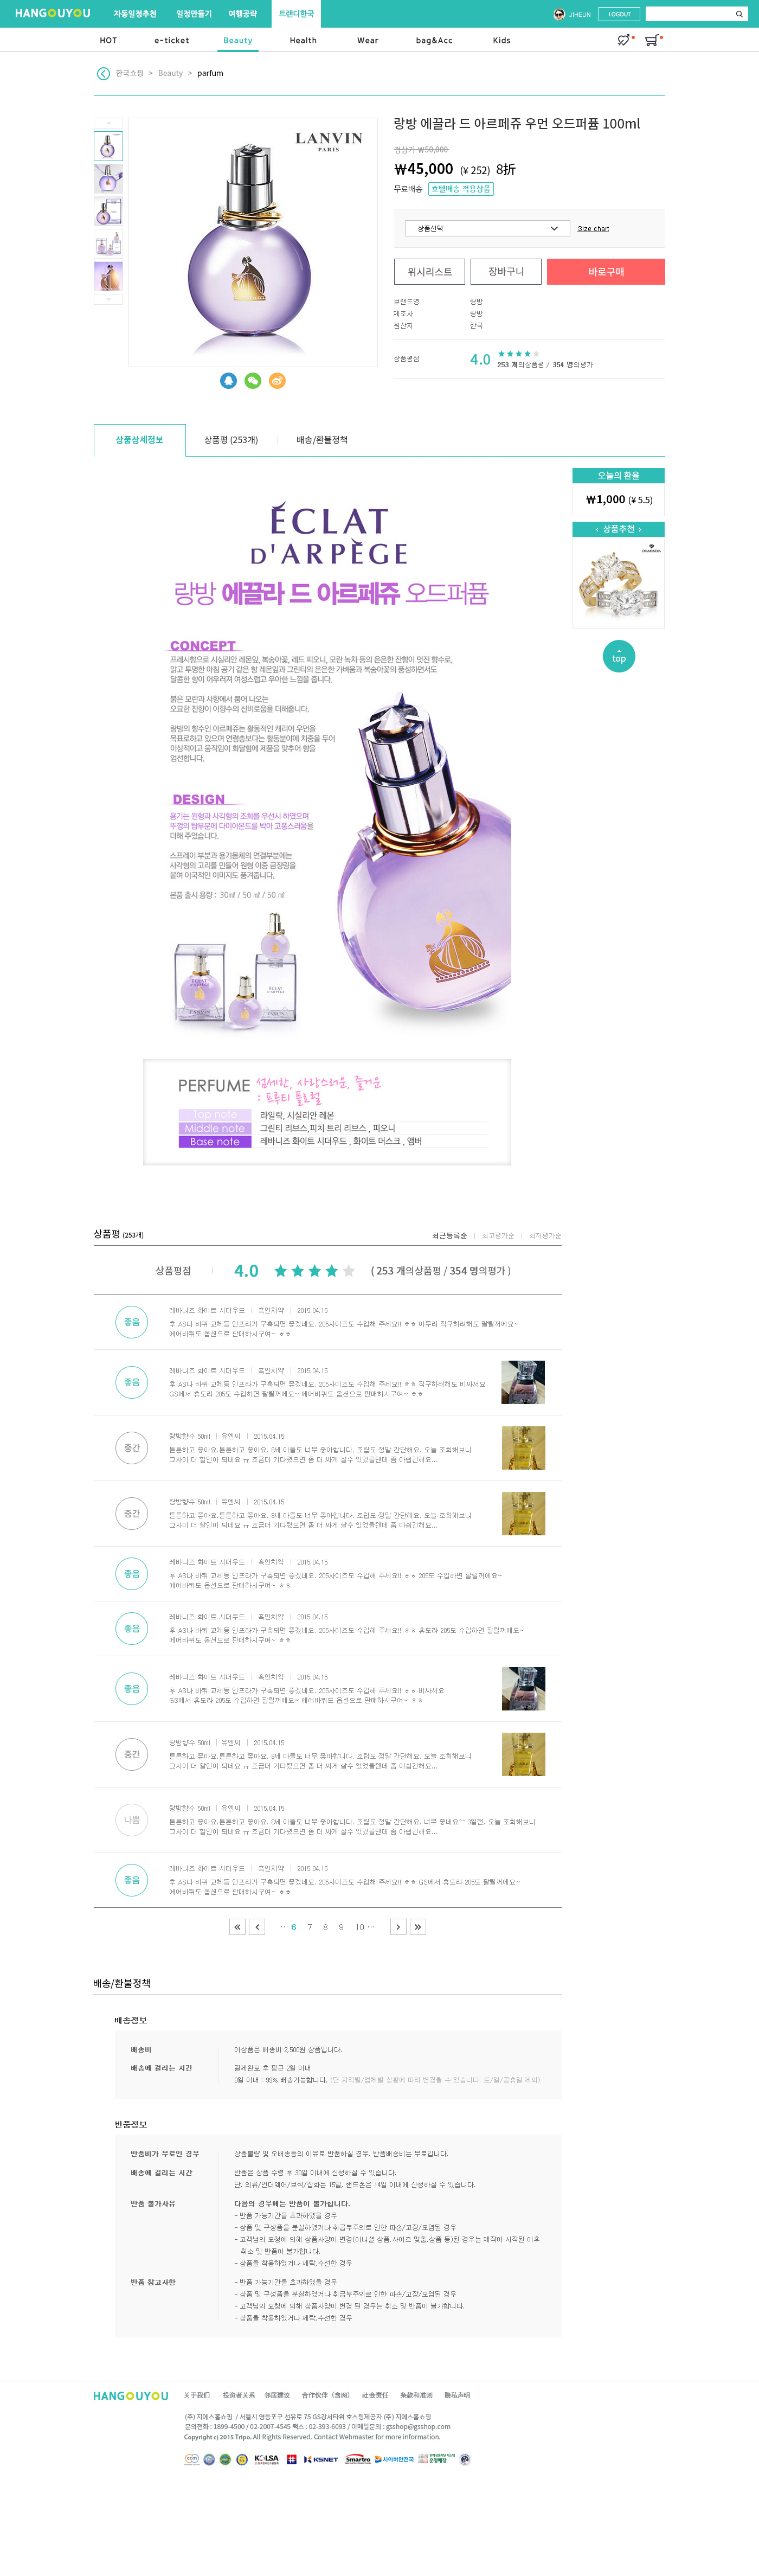 HANGOUYOU 자동일정추천 일정만들기 여행공략 트랜디한국 JIHEUN LOGOUT
HOT e-ticket Beauty Health Wear bag&Acc Kids
한국쇼핑 > Beauty > parfum
LANVIN
PARIS
랑방 에끌라 드 아르페쥬 우먼 오드퍼퓸 100ml
정상가 ₩50,000
₩45,000 (¥ 252) 8折
무료배송 호텔배송 적용상품
상품선택 Size chart
위시리스트 장바구니 바로구매
브랜드명 랑방
제조사 랑방
원산지 한국
상품평점 4.0 253 개의상품평 / 354 명의평가
상품상세정보 상품평 (253개) 배송/환불정책
오늘의 환율
₩1,000 (¥ 5.5)
‹ 상품추천 ›
top
ÉCLAT
D'ARPÈGE
랑방 에끌라 드 아르페쥬 오드퍼퓸
CONCEPT
프레시향으로 시실리안 레몬잎, 복숭아꽃, 레드 피오니, 모란 녹차 등의 은은한 잔향이 멋진 향수로,
맑고 투명한 아침 공기 같은 향 레몬잎과 그린티의 은은한 가벼움과 복숭아꽃의 풍성하면서도
달콤한 향이 어우러져 여성스럽고 우아한 느낌을 줍니다.
붉은 모란과 사향에서 뿜어 나오는
오묘한 잔향이 이향수의 신비로움을 더해줍니다.
랑방의 향수인 아르페쥬는 활동적인 캐리어 우먼을
목표로하고 있으며 연령층보다는 활동분야에 치중을 두어
이상적이고 움직임이 화달함에 제품을 맞추어 향을
엄선합니다.
DESIGN
용기는 원형과 사각형의 조화를 우선시 하였으며
뚜껑의 탑부분에 다이아몬드를 박아 고풍스러움을
더해 주었습니다.
스프레이 부분과 용기몸체의 연결부분에는
사각형의 고리를 만들어 원형 이중 금장링을
붙여 이국적인 이미지도 풍겨줍니다.
본품 출시 용량 : 30㎖ / 50 ㎖ / 50 ㎖
ÉCLAT
D'ARPÈGE
PERFUME 섬세한, 사랑스러운, 즐거운
: 프루티 플로럴
Top note 라일락, 시실리안 레몬
Middle note 그린티 리브스,피치 트리 리브스 , 피오니
Base note 레바니즈 화이트 시더우드 , 화이트 머스크 , 앰버
상품평 (253개) 최근등록순 | 최고평가순 | 최저평가순
상품평점 4.0 ( 253 개의상품평 / 354 명의평가 )
좋음 레바니즈 화이트 시더우드 | 흑인치약 | 2015.04.15
후 AS나 바퀴 교체등 인프라가 구축되면 좋겠네요. 205사이즈도 수입해 주세요!! ㅎㅎ 아무리 직구하려해도 팔릴꺼에요~
에어바퀴도 옵션으로 판매하시구여~ ㅎㅎ
좋음 레바니즈 화이트 시더우드 | 흑인치약 | 2015.04.15
후 AS나 바퀴 교체등 인프라가 구축되면 좋겠네요. 205사이즈도 수입해 주세요!! ㅎㅎ 직구하려해도 비싸서요
GS에서 휴도라 205도 수입하면 팔릴꺼에요~ 에어바퀴도 옵션으로 판매하시구여~ ㅎㅎ
중간 랑방향수 50ml | 유엔씨 | 2015.04.15
튼튼하고 좋아요.튼튼하고 좋아요. 8세 아들도 너무 좋아합니다. 조립도 정말 간단해요. 오늘 조회해보니
그사이 더 할인이 되네요 ㅠ 조금더 기다렸으면 좀 더 싸게 살수 있었을텐데 좀 아쉽긴해요...
중간 랑방향수 50ml | 유엔씨 | 2015.04.15
튼튼하고 좋아요.튼튼하고 좋아요. 8세 아들도 너무 좋아합니다. 조립도 정말 간단해요. 오늘 조회해보니
그사이 더 할인이 되네요 ㅠ 조금더 기다렸으면 좀 더 싸게 살수 있었을텐데 좀 아쉽긴해요...
좋음 레바니즈 화이트 시더우드 | 흑인치약 | 2015.04.15
후 AS나 바퀴 교체등 인프라가 구축되면 좋겠네요. 205사이즈도 수입해 주세요!! ㅎㅎ 205도 수입하면 팔릴꺼에요~
에어바퀴도 옵션으로 판매하시구여~ ㅎㅎ
좋음 레바니즈 화이트 시더우드 | 흑인치약 | 2015.04.15
후 AS나 바퀴 교체등 인프라가 구축되면 좋겠네요. 205사이즈도 수입해 주세요!! ㅎㅎ 휴도라 205도 수입하면 팔릴꺼에요~
에어바퀴도 옵션으로 판매하시구여~ ㅎㅎ
좋음 레바니즈 화이트 시더우드 | 흑인치약 | 2015.04.15
후 AS나 바퀴 교체등 인프라가 구축되면 좋겠네요. 205사이즈도 수입해 주세요!! ㅎㅎ 비싸서요
GS에서 휴도라 205도 수입하면 팔릴꺼에요~ 에어바퀴도 옵션으로 판매하시구여~ ㅎㅎ
중간 랑방향수 50ml | 유엔씨 | 2015.04.15
튼튼하고 좋아요.튼튼하고 좋아요. 8세 아들도 너무 좋아합니다. 조립도 정말 간단해요. 오늘 조회해보니
그사이 더 할인이 되네요 ㅠ 조금더 기다렸으면 좀 더 싸게 살수 있었을텐데 좀 아쉽긴해요...
나쁨 랑방향수 50ml | 유엔씨 | 2015.04.15
튼튼하고 좋아요.튼튼하고 좋아요. 8세 아들도 너무 좋아합니다. 조립도 정말 간단해요. 너무 좋네요^^ 3일전, 오늘 조회해보니
그사이 더 할인이 되네요 ㅠ 조금더 기다렸으면 좀 더 싸게 살수 있었을텐데 좀 아쉽긴해요...
좋음 레바니즈 화이트 시더우드 | 흑인치약 | 2015.04.15
후 AS나 바퀴 교체등 인프라가 구축되면 좋겠네요. 205사이즈도 수입해 주세요!! ㅎㅎ GS에서 휴도라 205도 팔릴꺼에요~
에어바퀴도 옵션으로 판매하시구여~ ㅎㅎ
« ‹ ··· 6 7 8 9 10 ··· › »
배송/환불정책
배송정보
배송비 이상품은 배송비 2,500원 상품입니다.
배송에 걸리는 시간 결제완료 후 평균 2일 이내
3일 이내 : 99% 배송가능합니다. (단 지역별/업체별 상황에 따라 변경될 수 있습니다. 토/일/공휴일 제외)
반품정보
반품비가 무료인 경우 상품불량 및 오배송등의 이유로 반품하실 경우, 반품배송비는 무료입니다.
배송에 걸리는 시간 반품은 상품 수령 후 30일 이내에 신청하실 수 있습니다.
단, 의류/언더웨어/보석/잡화는 15일, 핸드폰은 14일 이내에 신청하실 수 있습니다.
반품 불가사유 다음의 경우에는 반품이 불가합니다.
- 반품 가능기간을 초과하였을 경우
- 상품 및 구성품을 분실하였거나 취급부주의로 인한 파손/고장/오염된 경우
- 고객님의 요청에 의해 상품사양이 변경(이니셜 상품,사이즈 맞춤,상품 등)된 경우는 제작이 시작된 이후
취소 및 반품이 불가합니다.
- 상품을 착용하였거나 세탁,수선한 경우
반품 참고사항 - 반품 가능기간을 초과하였을 경우
- 상품 및 구성품을 분실하였거나 취급부주의로 인한 파손/고장/오염된 경우
- 고객님의 요청에 의해 상품사양이 변경 된 경우는 취소 및 반품이 불가합니다.
- 상품을 착용하였거나 세탁,수선한 경우
HANGOUYOU 关于我们 投资者关系 邻居建议 合作伙伴（含网） 社会责任 条款和准则 隐私声明
(주) 지에스홈쇼핑 / 서울시 영등포구 선유로 75 GS강서타워 호스팅제공자 (주) 지에스홈쇼핑
문의전화 : 1899-4500 / 02-2007-4545 팩스 : 02-393-6093 / 이메일문의 : gsshop@gsshop.com
Copyright c) 2015 Tripo. All Rights Reserved. Contact Webmaster for more information.
KOLSA KSNET Smartro 사이버안전국